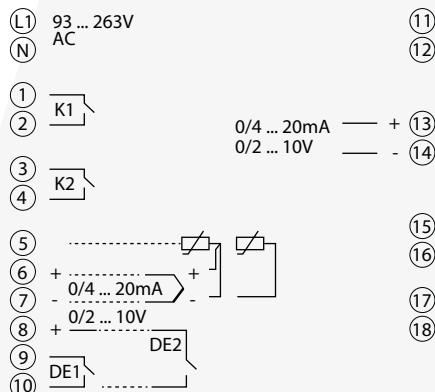 L1 93 ... 263V 11
N AC 12
1
K1
2 0/4 ... 20mA + 13
0/2 ... 10V - 14
3
K2
4
5 15
6 + + 16
0/4 ... 20mA
7 - - 17
0/2 ... 10V
8 + 18
DE2
9
DE1
10